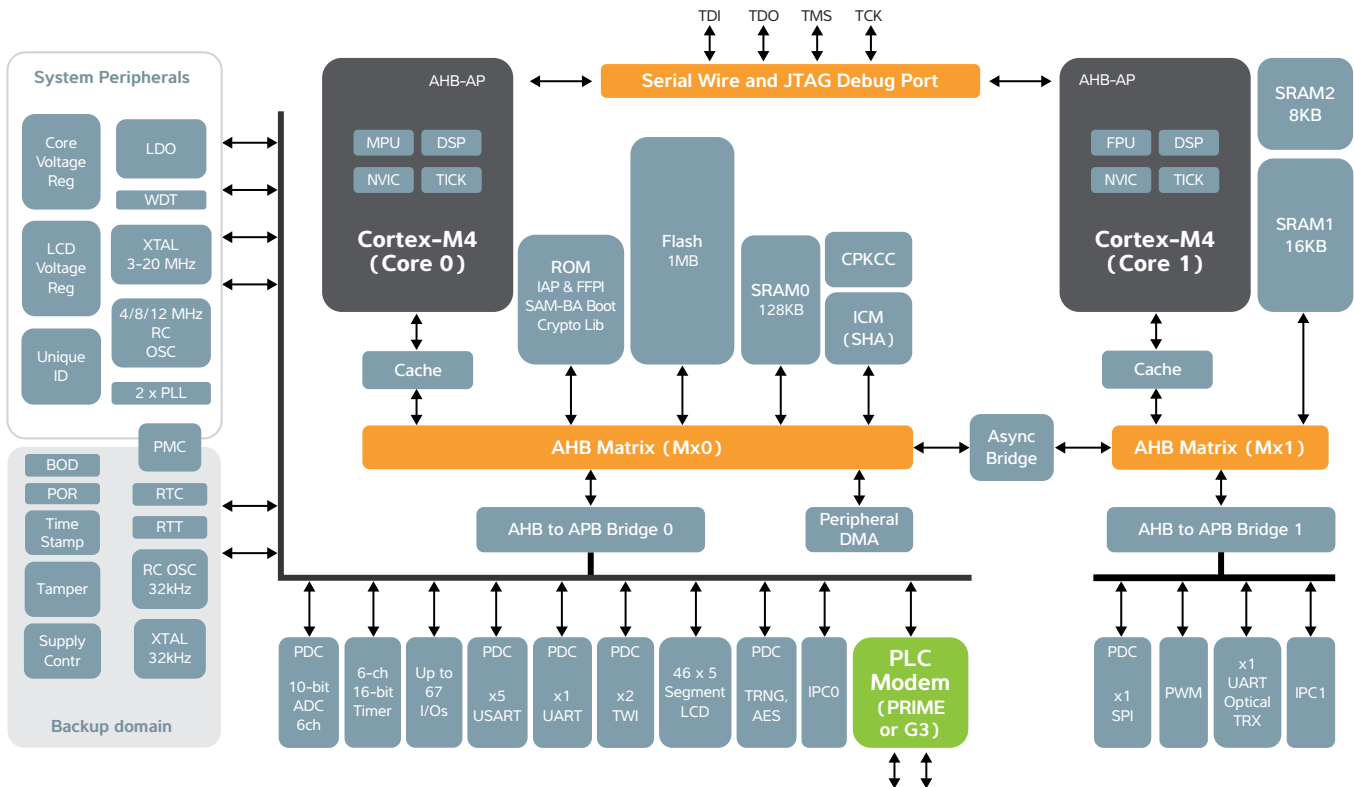 TDI
TDO
TMS
TCK
System Peripherals
Core
Voltage
Reg
LDO
WDT
LCD
Voltage
Reg
XTAL
3-20 MHz
4/8/12 MHz
RC
OSC
Unique
ID
2 x PLL
PMC
BOD
POR
Time
Stamp
Tamper
Supply
Contr
RTC
RTT
RC OSC
32kHz
XTAL
32kHz
Backup domain
AHB-AP
MPU
DSP
NVIC
TICK
Cortex-M4
(Core 0)
Cache
Serial Wire and JTAG Debug Port
ROM
IAP & FFPI
SAM-BA Boot
Crypto Lib
Flash
1MB
SRAM0
128KB
CPKCC
ICM
(SHA)
AHB-AP
FPU
DSP
NVIC
TICK
Cortex-M4
(Core 1)
Cache
SRAM2
8KB
SRAM1
16KB
AHB Matrix (Mx0)
Async
Bridge
AHB Matrix (Mx1)
AHB to APB Bridge 0
Peripheral
DMA
AHB to APB Bridge 1
PDC
10-bit
ADC
6ch
6-ch
16-bit
Timer
Up to
67
I/Os
PDC
x5
USART
PDC
x1
UART
PDC
x2
TWI
46 x 5
Segment
LCD
PDC
TRNG,
AES
IPC0
PLC
Modem
(PRIME
or G3)
PDC
x1
SPI
PWM
x1
UART
Optical
TRX
IPC1